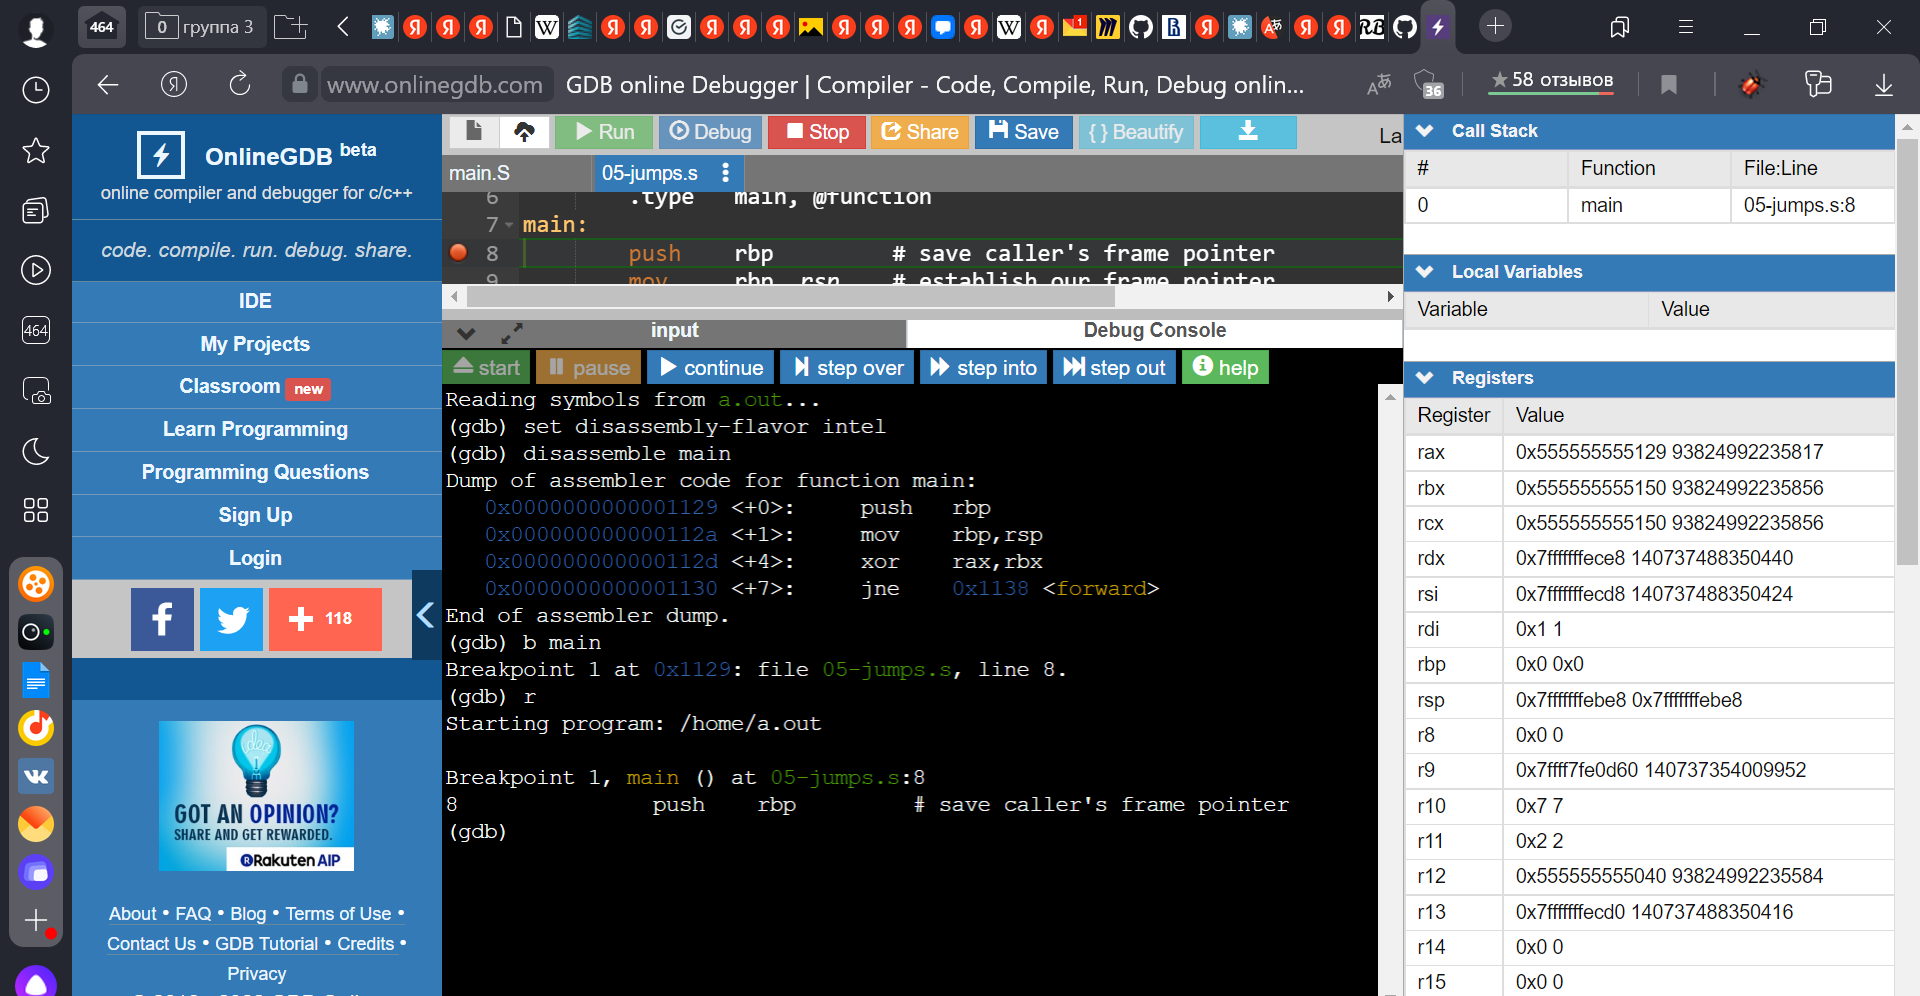 464
0 группа 3
1
www.onlinegdb.com GDB online Debugger | Compiler - Code, Compile, Run, Debug onlin...
36
★ 58 отзывов
464
OnlineGDB beta
online compiler and debugger for c/c++
code. compile. run. debug. share.
IDE
My Projects
Classroom new
Learn Programming
Programming Questions
Sign Up
Login
118
GOT AN OPINION?
SHARE AND GET REWARDED.
Rakuten AIP
About • FAQ • Blog • Terms of Use •
Contact Us • GDB Tutorial • Credits •
Privacy
Run Debug Stop Share Save {} Beautify La
main.S 05-jumps.s
6 .type main, @function
7 main:
8 push rbp # save caller's frame pointer
9 mov rbp, rsp # establish our frame pointer
input Debug Console
start pause continue step over step into step out help
Reading symbols from a.out...
(gdb) set disassembly-flavor intel
(gdb) disassemble main
Dump of assembler code for function main:
0x0000000000001129 <+0>: push rbp
0x000000000000112a <+1>: mov rbp,rsp
0x000000000000112d <+4>: xor rax,rbx
0x0000000000001130 <+7>: jne 0x1138 <forward>
End of assembler dump.
(gdb) b main
Breakpoint 1 at 0x1129: file 05-jumps.s, line 8.
(gdb) r
Starting program: /home/a.out
Breakpoint 1, main () at 05-jumps.s:8
8 push rbp # save caller's frame pointer
(gdb)
Call Stack
# Function File:Line
0 main 05-jumps.s:8
Local Variables
Variable Value
Registers
Register Value
rax 0x555555555129 93824992235817
rbx 0x555555555150 93824992235856
rcx 0x555555555150 93824992235856
rdx 0x7fffffffece8 140737488350440
rsi 0x7fffffffecd8 140737488350424
rdi 0x1 1
rbp 0x0 0x0
rsp 0x7fffffffebe8 0x7fffffffebe8
r8 0x0 0
r9 0x7ffff7fe0d60 140737354009952
r10 0x7 7
r11 0x2 2
r12 0x555555555040 93824992235584
r13 0x7fffffffecd0 140737488350416
r14 0x0 0
r15 0x0 0